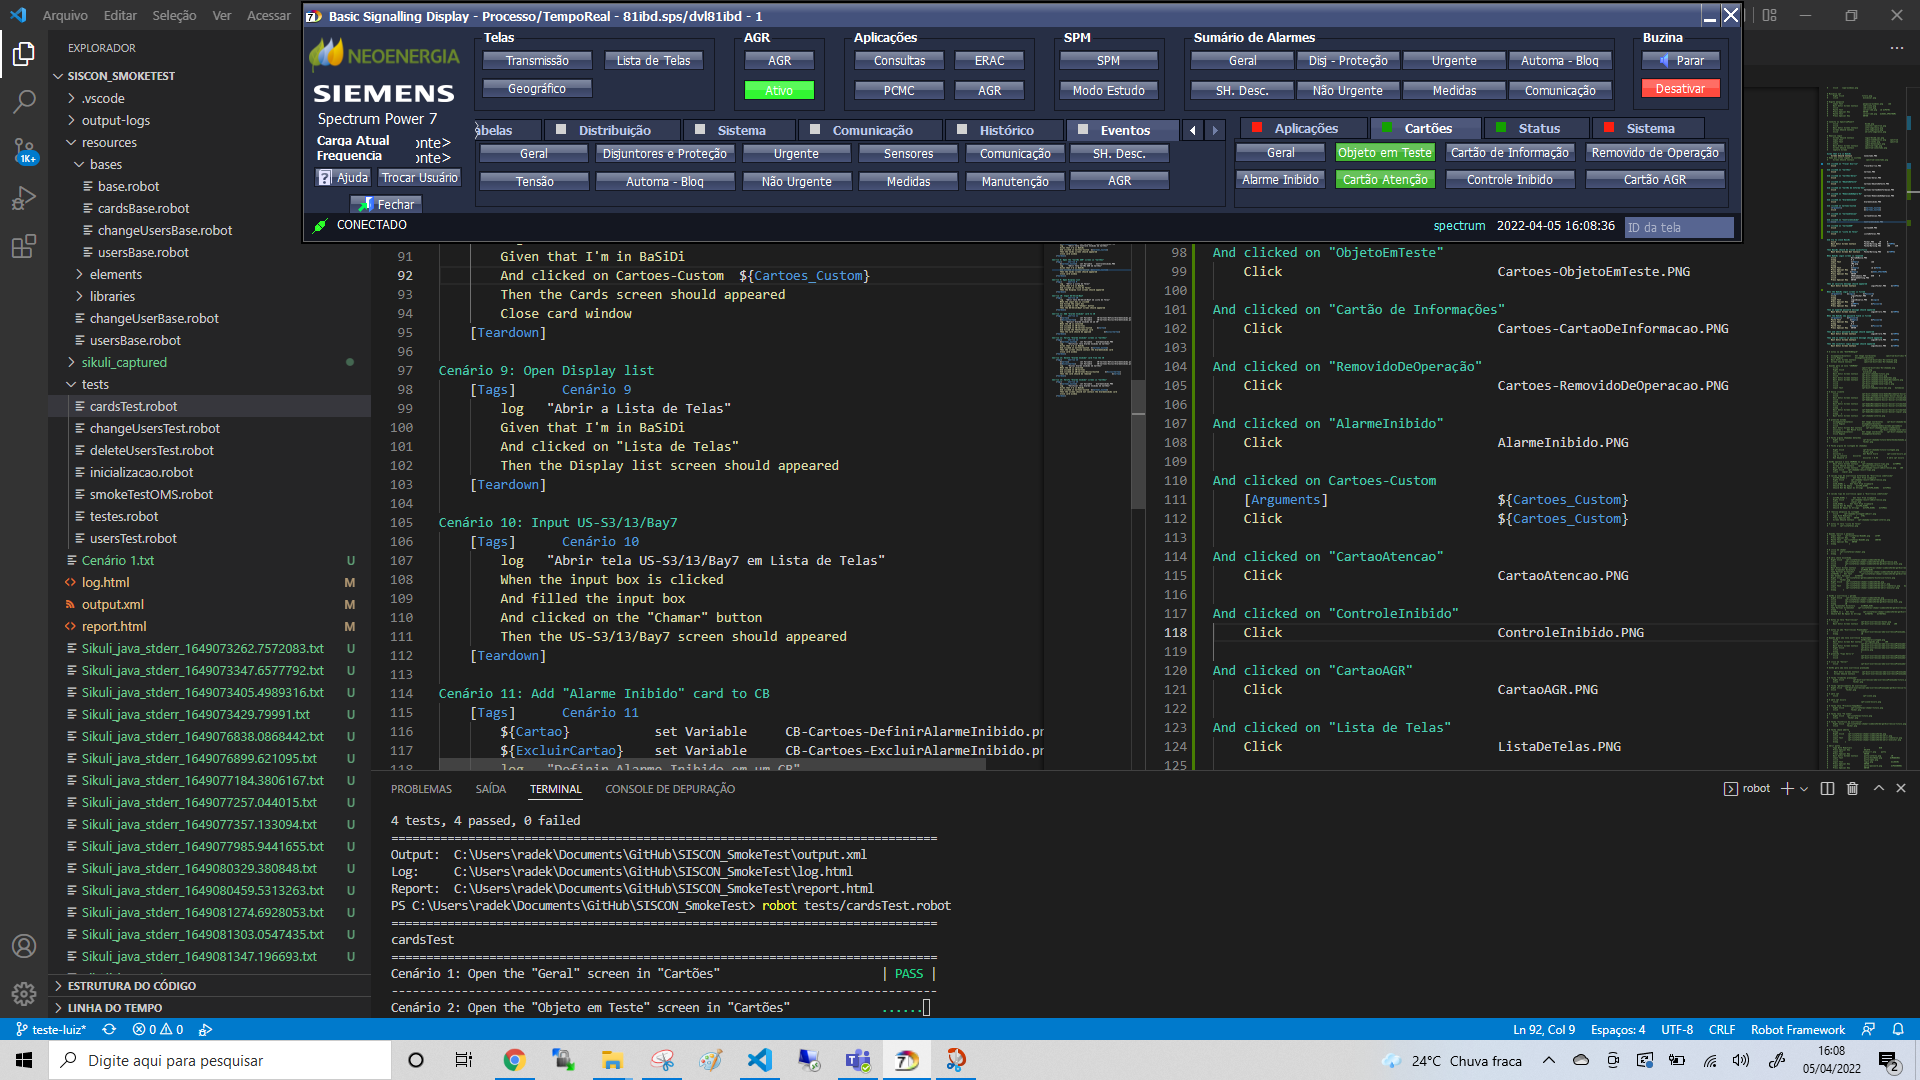 Arquivo Editar Seleção Ver Acessar
Basic Signalling Display - Processo/TempoReal - 81ibd.sps/dvl81ibd - 1
NEOENERGIA
SIEMENS
Spectrum Power 7
Carga Atual onte>
Frequencia onte>
Ajuda Trocar Usuário
Fechar
CONECTADO
Telas
Transmissão Lista de Telas
Geográfico
AGR
AGR
Ativo
Aplicações
Consultas ERAC
PCMC AGR
SPM
SPM
Modo Estudo
Sumário de Alarmes
Geral Disj - Proteção Urgente Automa - Bloq
SH. Desc. Não Urgente Medidas Comunicação
Buzina
Parar
Desativar
abelas Distribuição Sistema Comunicação Histórico Eventos
Geral Disjuntores e Proteção Urgente Sensores Comunicação SH. Desc.
Tensão Automa - Bloq Não Urgente Medidas Manutenção AGR
Aplicações Cartões Status Sistema
Geral Objeto em Teste Cartão de Informação Removido de Operação
Alarme Inibido Cartão Atenção Controle Inibido Cartão AGR
spectrum 2022-04-05 16:08:36 ID da tela
EXPLORADOR
SISCON_SMOKETEST
.vscode
output-logs
resources
bases
base.robot
cardsBase.robot
changeUsersBase.robot
usersBase.robot
elements
libraries
changeUserBase.robot
usersBase.robot
sikuli_captured
tests
cardsTest.robot
changeUsersTest.robot
deleteUsersTest.robot
inicializacao.robot
smokeTestOMS.robot
testes.robot
usersTest.robot
Cenário 1.txt U
log.html M
output.xml M
report.html M
Sikuli_java_stderr_1649073262.7572083.txt U
Sikuli_java_stderr_1649073347.6577792.txt U
Sikuli_java_stderr_1649073405.4989316.txt U
Sikuli_java_stderr_1649073429.79991.txt U
Sikuli_java_stderr_1649076838.0868442.txt U
Sikuli_java_stderr_1649076899.621095.txt U
Sikuli_java_stderr_1649077184.3806167.txt U
Sikuli_java_stderr_1649077257.044015.txt U
Sikuli_java_stderr_1649077357.133094.txt U
Sikuli_java_stderr_1649077985.9441655.txt U
Sikuli_java_stderr_1649080329.380848.txt U
Sikuli_java_stderr_1649080459.5313263.txt U
Sikuli_java_stderr_1649081274.6928053.txt U
Sikuli_java_stderr_1649081303.0547435.txt U
Sikuli_java_stderr_1649081347.196693.txt U
ESTRUTURA DO CÓDIGO
LINHA DO TEMPO
1K+
91 Given that I'm in BaSiDi
92 And clicked on Cartoes-Custom ${Cartoes_Custom}
93 Then the Cards screen should appeared
94 Close card window
95 [Teardown]
96
97 Cenário 9: Open Display list
98 [Tags] Cenário 9
99 log "Abrir a Lista de Telas"
100 Given that I'm in BaSiDi
101 And clicked on "Lista de Telas"
102 Then the Display list screen should appeared
103 [Teardown]
104
105 Cenário 10: Input US-S3/13/Bay7
106 [Tags] Cenário 10
107 log "Abrir tela US-S3/13/Bay7 em Lista de Telas"
108 When the input box is clicked
109 And filled the input box
110 And clicked on the "Chamar" button
111 Then the US-S3/13/Bay7 screen should appeared
112 [Teardown]
113
114 Cenário 11: Add "Alarme Inibido" card to CB
115 [Tags] Cenário 11
116 ${Cartao} set Variable CB-Cartoes-DefinirAlarmeInibido.pr
117 ${ExcluirCartao} set Variable CB-Cartoes-ExcluirAlarmeInibido.pr
118 log "Definir Alarme Inibido em um CB"
98 And clicked on "ObjetoEmTeste"
99 Click Cartoes-ObjetoEmTeste.PNG
100
101 And clicked on "Cartão de Informações"
102 Click Cartoes-CartaoDeInformacao.PNG
103
104 And clicked on "RemovidoDeOperação"
105 Click Cartoes-RemovidoDeOperacao.PNG
106
107 And clicked on "AlarmeInibido"
108 Click AlarmeInibido.PNG
109
110 And clicked on Cartoes-Custom
111 [Arguments] ${Cartoes_Custom}
112 Click ${Cartoes_Custom}
113
114 And clicked on "CartaoAtencao"
115 Click CartaoAtencao.PNG
116
117 And clicked on "ControleInibido"
118 Click ControleInibido.PNG
119
120 And clicked on "CartaoAGR"
121 Click CartaoAGR.PNG
122
123 And clicked on "Lista de Telas"
124 Click ListaDeTelas.PNG
125
PROBLEMAS SAÍDA TERMINAL CONSOLE DE DEPURAÇÃO robot
4 tests, 4 passed, 0 failed
==============================================================================
Output: C:\Users\radek\Documents\GitHub\SISCON_SmokeTest\output.xml
Log: C:\Users\radek\Documents\GitHub\SISCON_SmokeTest\log.html
Report: C:\Users\radek\Documents\GitHub\SISCON_SmokeTest\report.html
PS C:\Users\radek\Documents\GitHub\SISCON_SmokeTest> robot tests/cardsTest.robot
==============================================================================
cardsTest
==============================================================================
Cenário 1: Open the "Geral" screen in "Cartões" | PASS |
------------------------------------------------------------------------------
Cenário 2: Open the "Objeto em Teste" screen in "Cartões" ......
teste-luiz* 0 0 Ln 92, Col 9 Espaços: 4 UTF-8 CRLF Robot Framework
Digite aqui para pesquisar
24°C Chuva fraca
16:08
05/04/2022
2